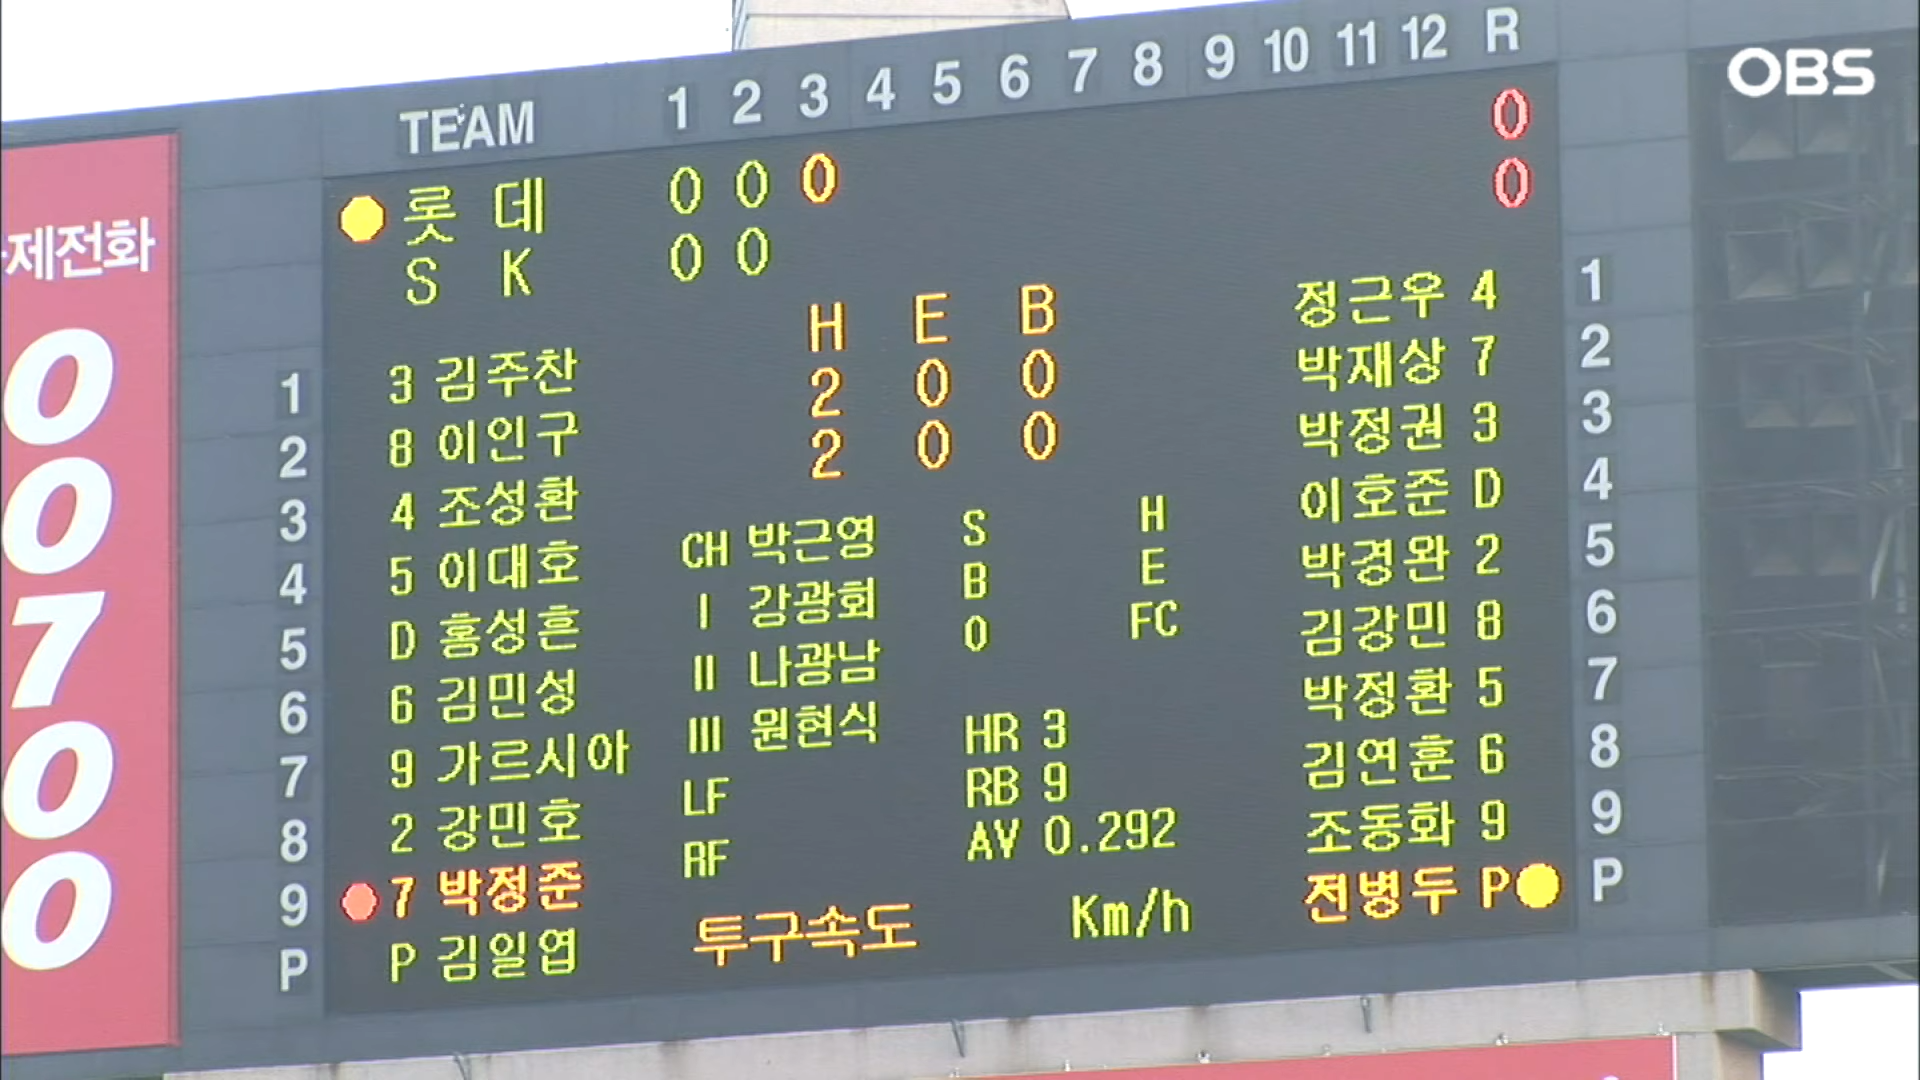 OBS
TEAM 1 2 3 4 5 6 7 8 9 10 11 12 R
롯데 0 0 0 0
SK 0 0 0
제전화
00700
H E B
2 0 0
2 0 0
1 3 김주찬
2 8 이인구
3 4 조성환
4 5 이대호
5 D 홍성흔
6 6 김민성
7 9 가르시아
8 2 강민호
9 7 박정준
P P 김일엽
CH 박근영
I 강광회
II 나광남
III 원현식
LF
RF
S
B
O
H
E
FC
HR 3
RB 9
AV 0.292
투구속도 Km/h
정근우 4 1
박재상 7 2
박정권 3 3
이호준 D 4
박경완 2 5
김강민 8 6
박정환 5 7
김연훈 6 8
조동화 9 9
전병두 P P